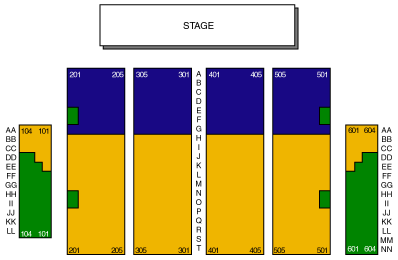 STAGE
201 205 305 301 401 405 505 501
A
B
C
D
E
F
G
H
I
J
K
L
M
N
O
P
Q
R
S
T
201 205 305 301 401 405 505 501
AA
BB
CC
DD
EE
FF
GG
HH
II
JJ
KK
LL
104 101
104 101
601 604
601 604
AA
BB
CC
DD
EE
FF
GG
HH
II
JJ
KK
LL
MM
NN